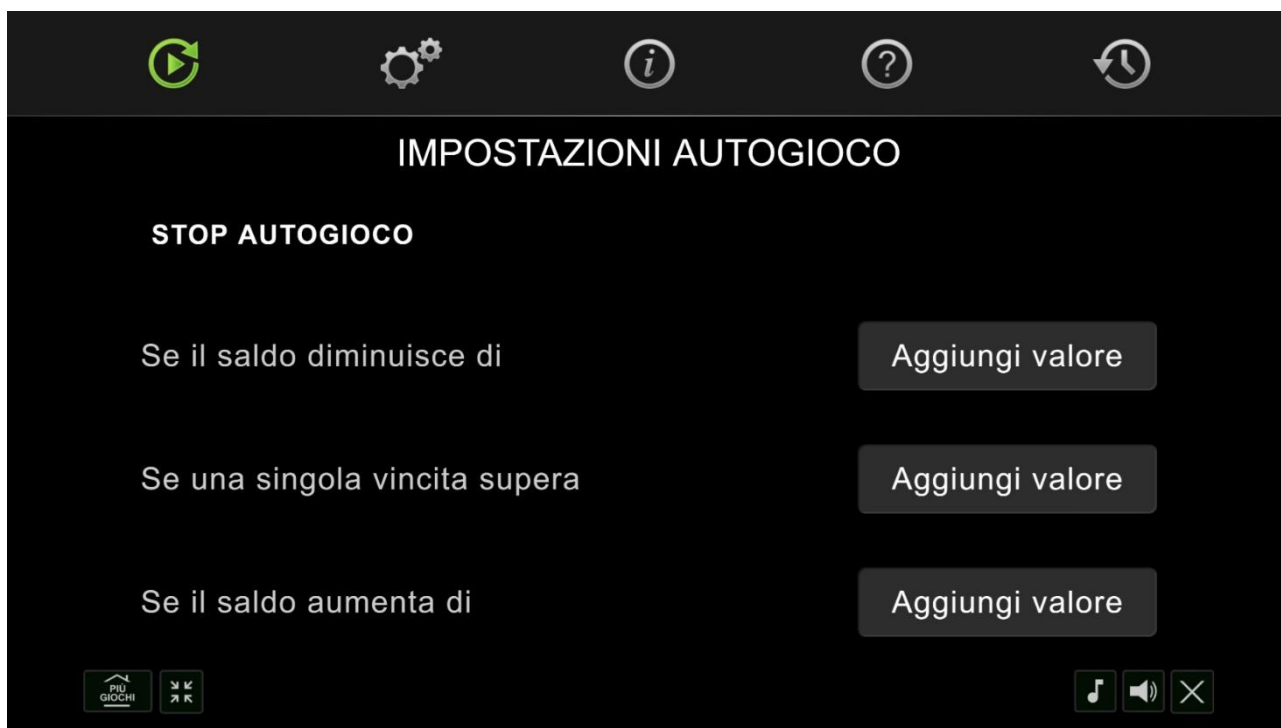 IMPOSTAZIONI AUTOGIOCO
STOP AUTOGIOCO
Se il saldo diminuisce di
Aggiungi valore
Se una singola vincita supera
Aggiungi valore
Se il saldo aumenta di
Aggiungi valore
PIÙ
GIOCHI